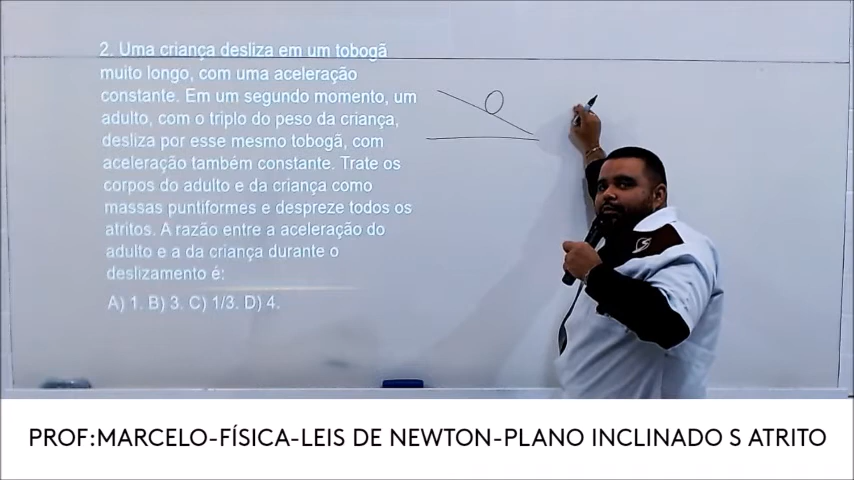 2. Uma criança desliza em um tobogã
muito longo, com uma aceleração
constante. Em um segundo momento, um
adulto, com o triplo do peso da criança,
desliza por esse mesmo tobogã, com
aceleração também constante. Trate os
corpos do adulto e da criança como
massas puntiformes e despreze todos os
atritos. A razão entre a aceleração do
adulto e a da criança durante o
deslizamento é:
A) 1. B) 3. C) 1/3. D) 4.
PROF:MARCELO-FÍSICA-LEIS DE NEWTON-PLANO INCLINADO S ATRITO